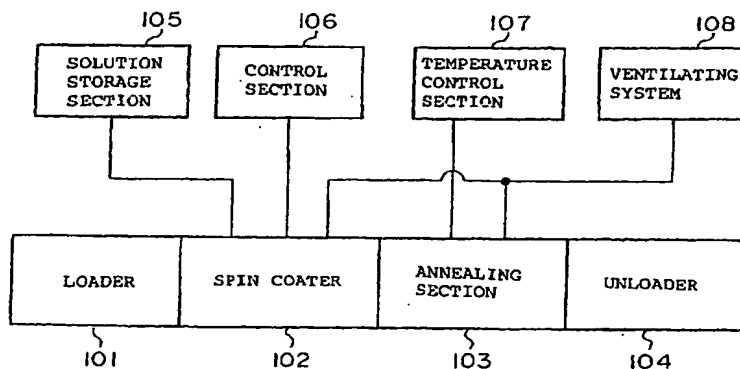 105
106
107
108
SOLUTION
STORAGE
SECTION
CONTROL
SECTION
TEMPERATURE
CONTROL
SECTION
VENTILATING
SYSTEM
LOADER
SPIN COATER
ANNEALING
SECTION
UNLOADER
101
102
103
104